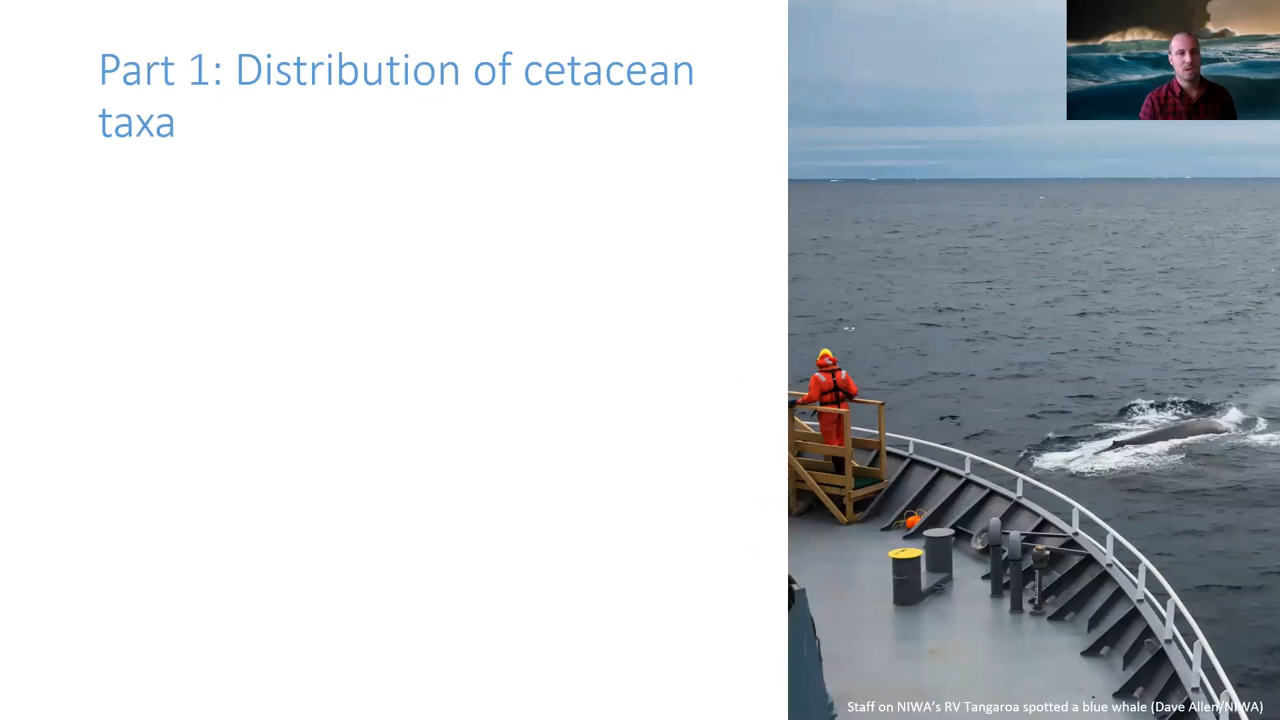 Part 1: Distribution of cetacean
taxa
Staff on NIWA's RV Tangaroa spotted a blue whale (Dave Allen/NIWA)